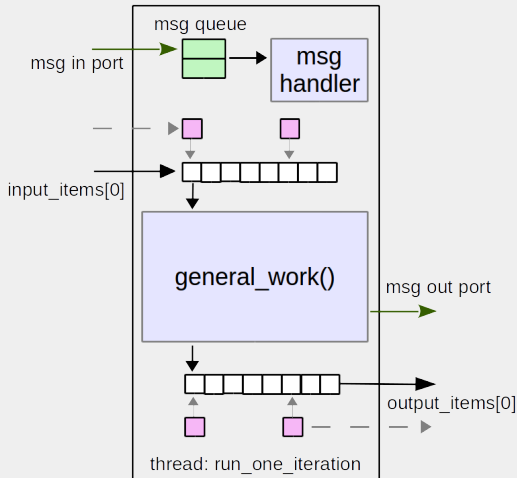 msg queue
msg in port
msg
handler
input_items[0]
general_work()
msg out port
output_items[0]
thread: run_one_iteration